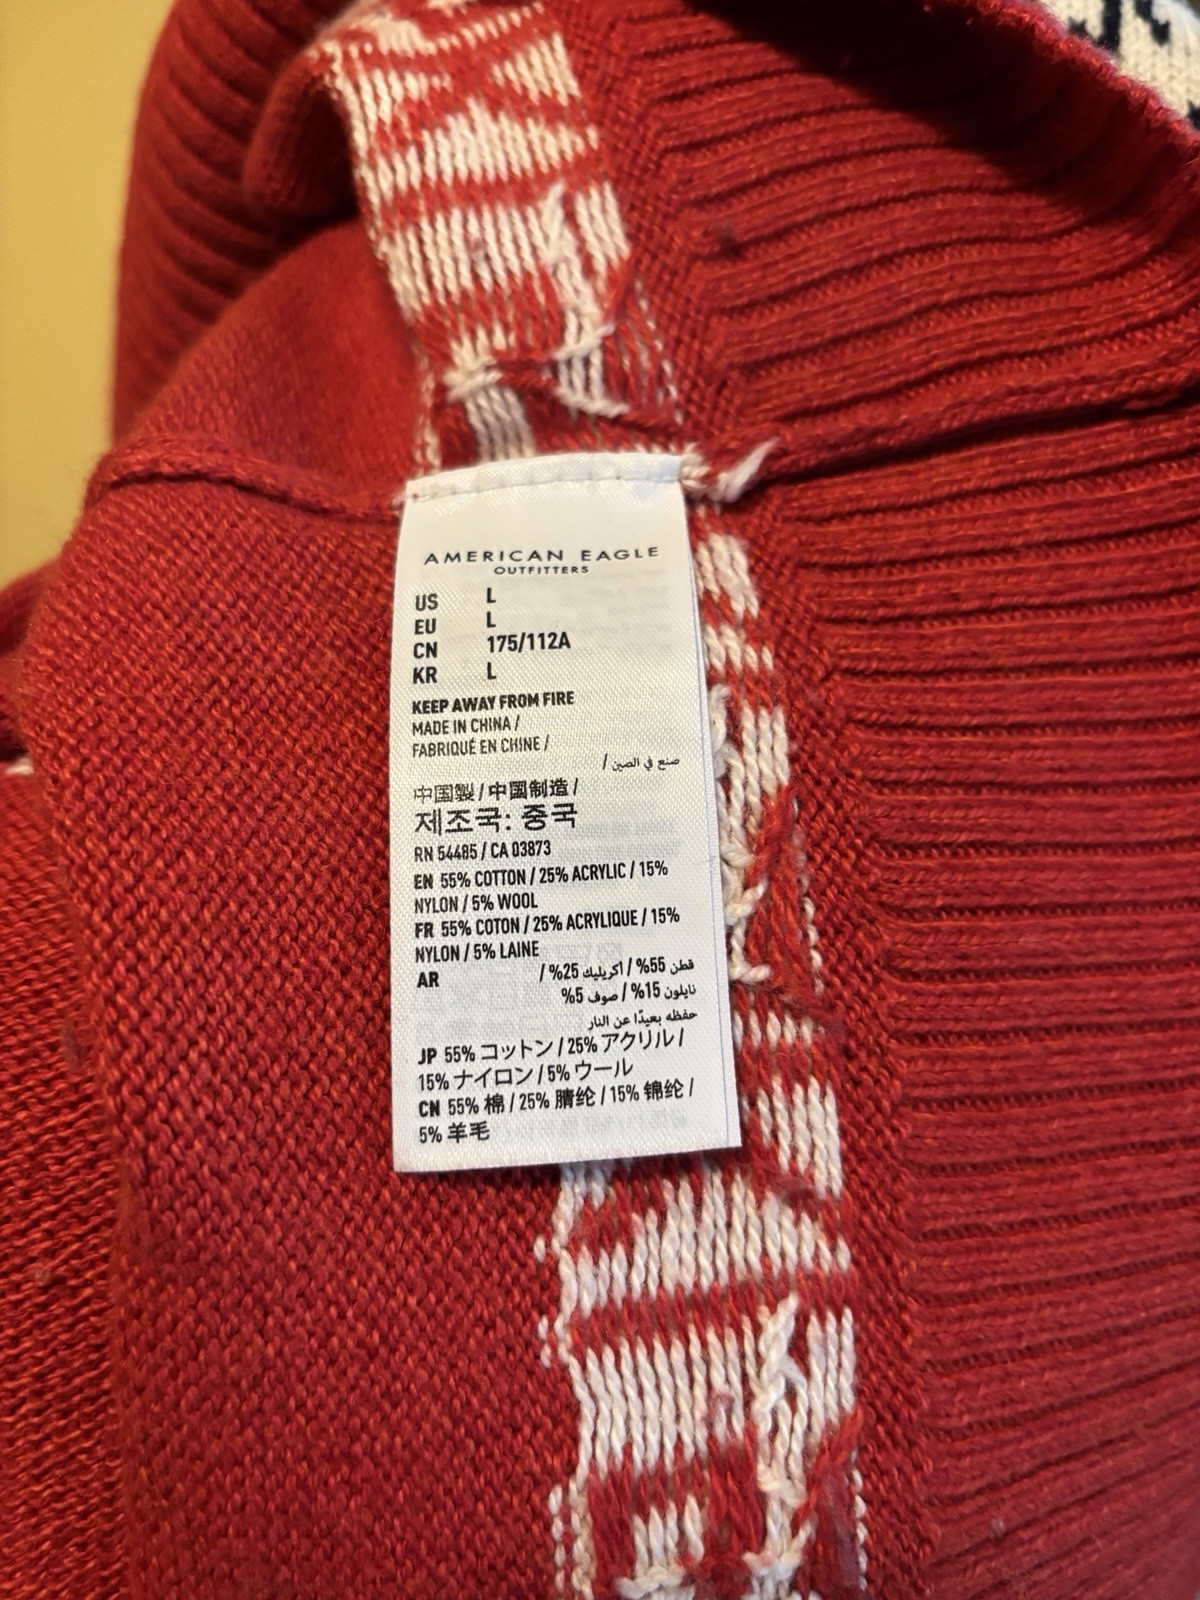 AMERICAN EAGLE
OUTFITTERS
US L
EU L
CN 175/112A
KR L
KEEP AWAY FROM FIRE
MADE IN CHINA /
FABRIQUÉ EN CHINE /
صنع في الصين /
中国製 / 中國制造 /
제조국: 중국
RN 54485 / CA 03873
EN 55% COTTON / 25% ACRYLIC / 15%
NYLON / 5% WOOL
FR 55% COTON / 25% ACRYLIQUE / 15%
NYLON / 5% LAINE
AR قطن 55% / اكريليك 25% /
نايلون 15% / صوف 5%
حفظه بعيدًا عن النار
JP 55% コットン / 25% アクリル /
15% ナイロン / 5% ウール
CN 55% 棉 / 25% 腈纶 / 15% 锦纶 /
5% 羊毛